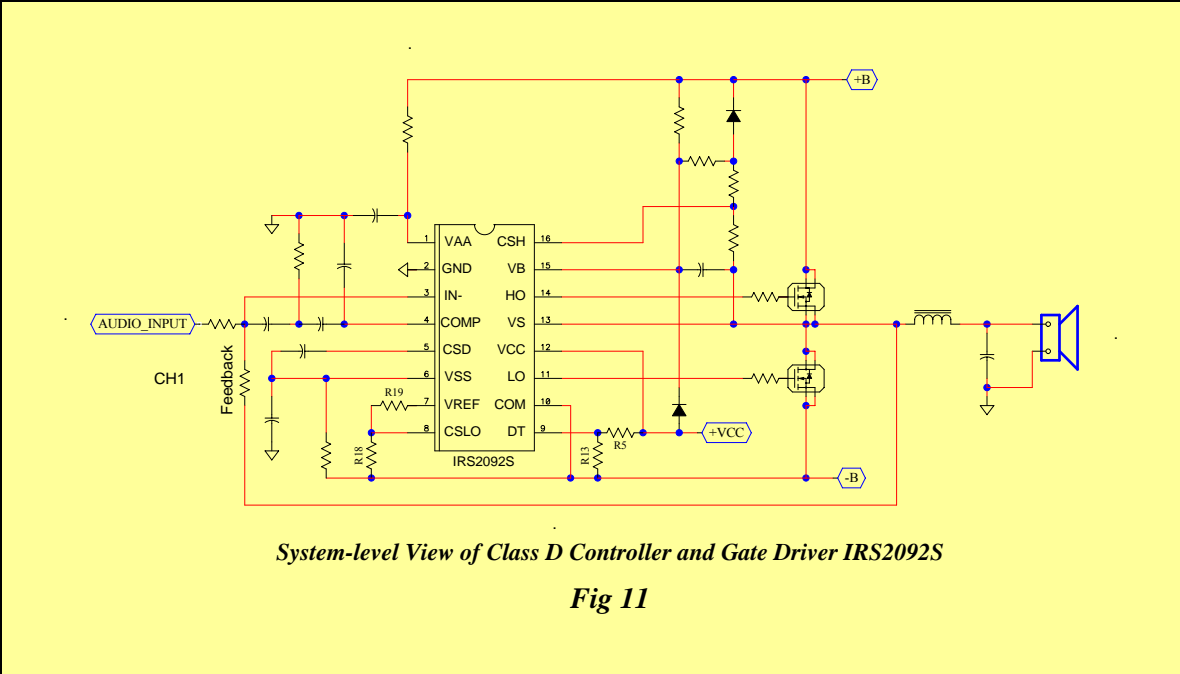 +B
VAA
GND
IN-
COMP
CSD
VSS
VREF
CSLO
1
2
3
4
5
6
7
8
CSH
VB
HO
VS
VCC
LO
COM
DT
16
15
14
13
12
11
10
9
IRS2092S
AUDIO_INPUT
CH1
Feedback
R19
R18
R13
R5
+VCC
-B
System-level View of Class D Controller and Gate Driver IRS2092S
Fig 11